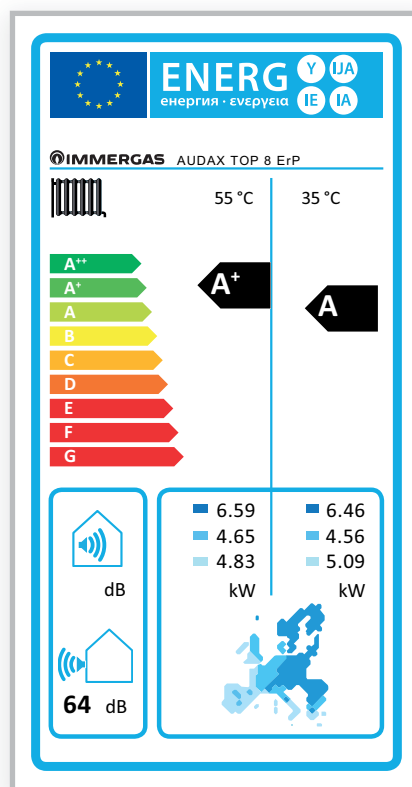 ENERG Y IJA
енергия · ενεργεια IE IA
IMMERGAS AUDAX TOP 8 ErP
55 °C 35 °C
A++
A+ A+
A A
B
C
D
E
F
G
6.59 6.46
4.65 4.56
4.83 5.09
dB kW kW
64 dB